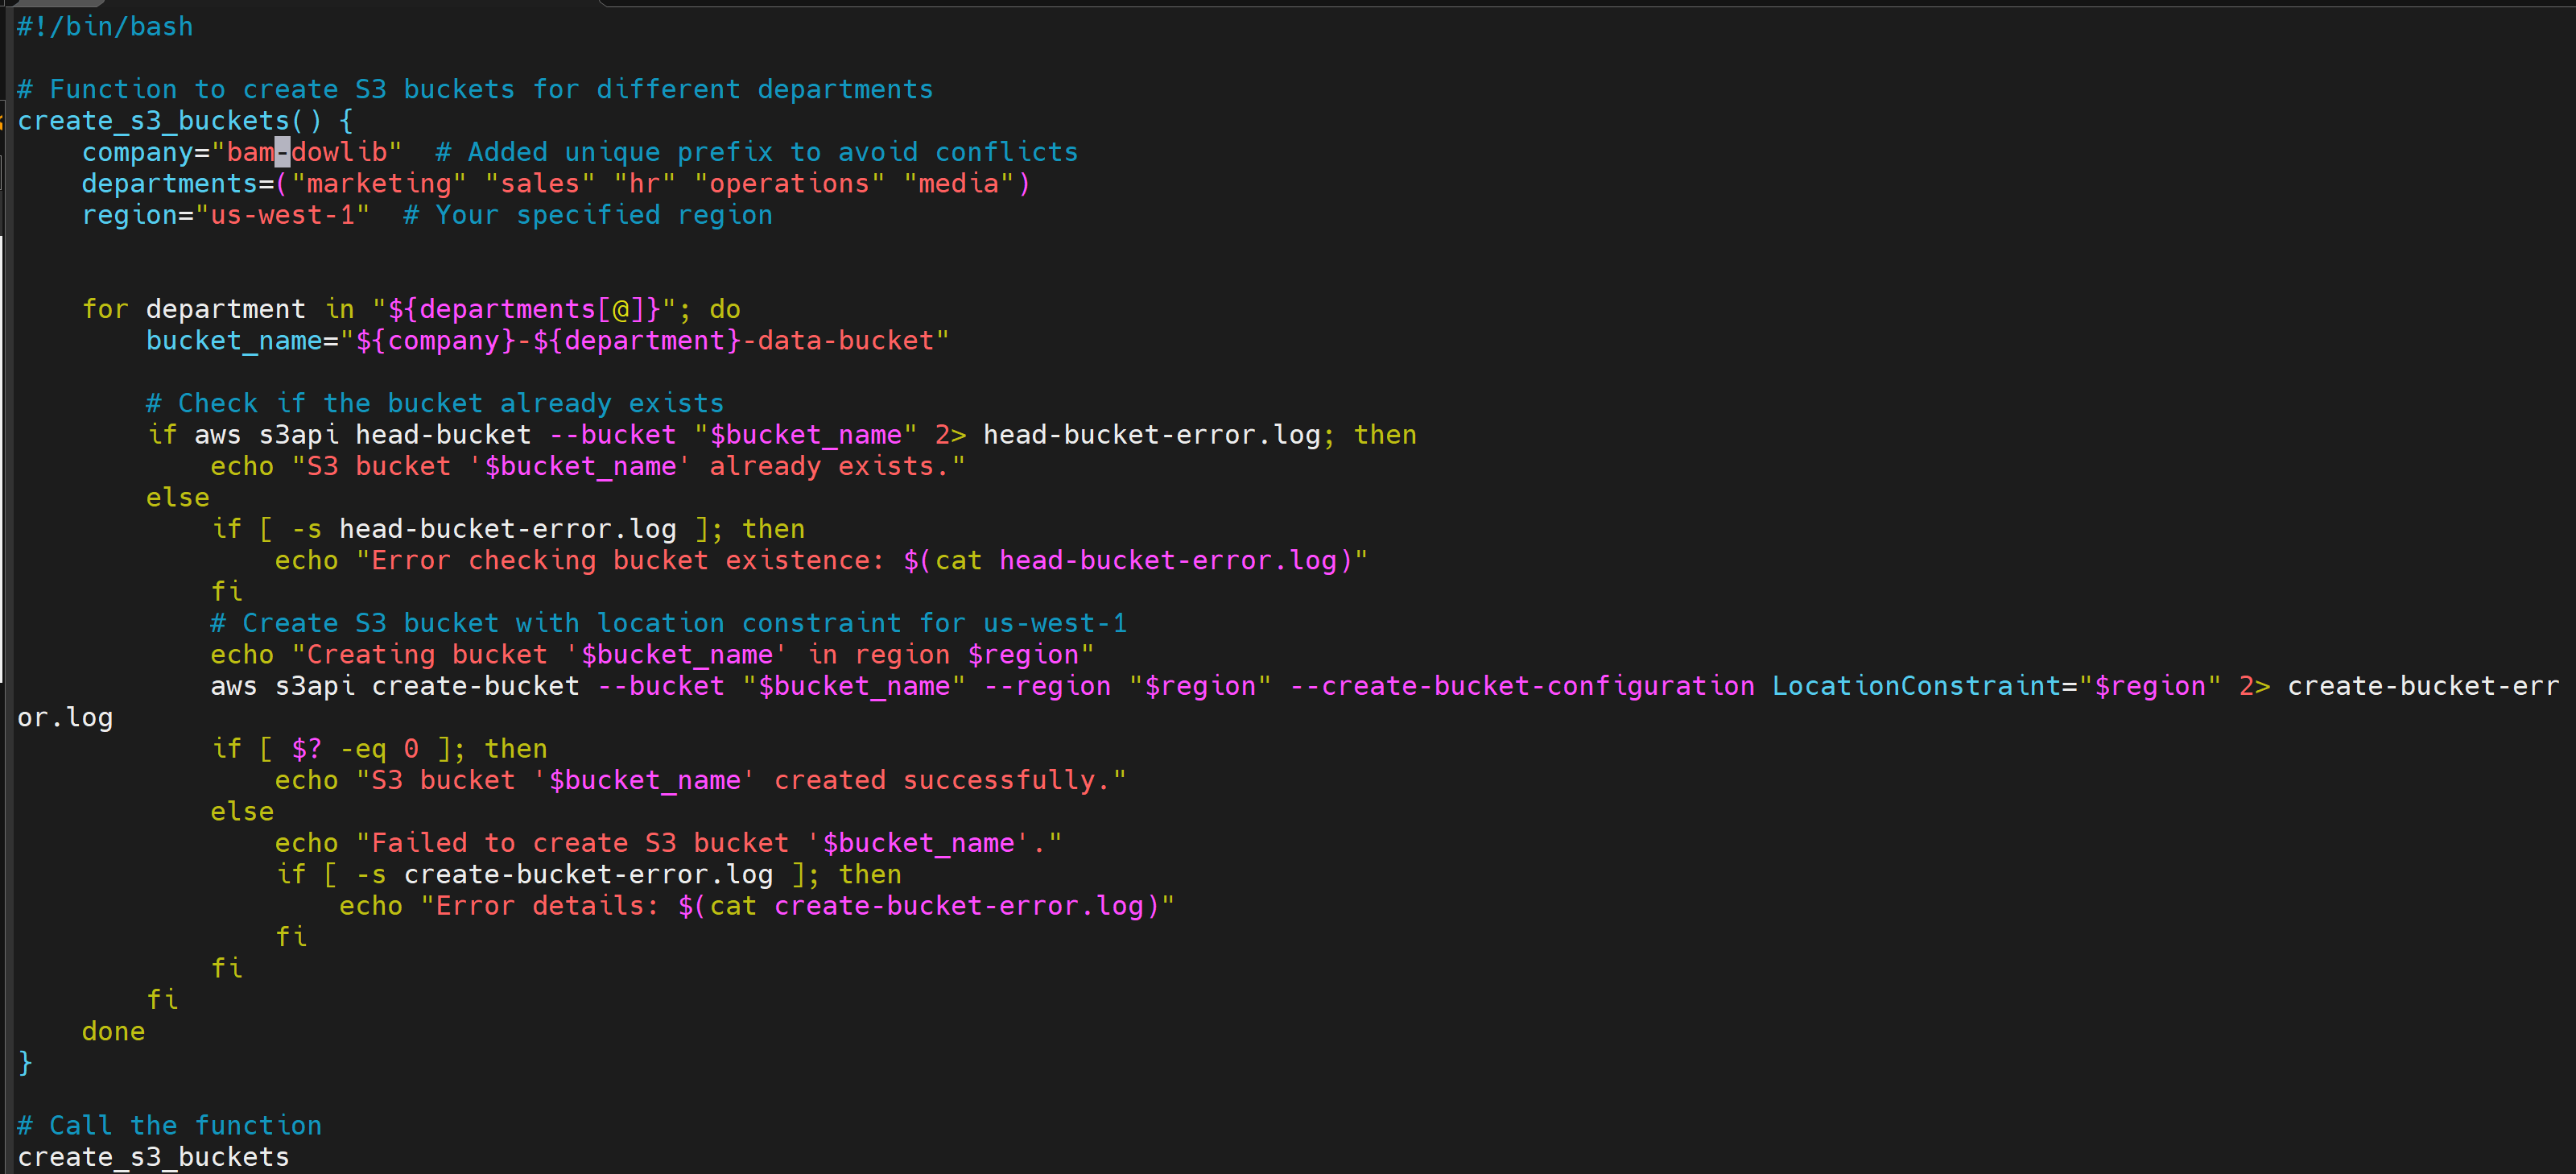 #!/bin/bash

# Function to create S3 buckets for different departments
create_s3_buckets() {
    company="bam-dowlib"  # Added unique prefix to avoid conflicts
    departments=("marketing" "sales" "hr" "operations" "media")
    region="us-west-1"  # Your specified region


    for department in "${departments[@]}"; do
        bucket_name="${company}-${department}-data-bucket"

        # Check if the bucket already exists
        if aws s3api head-bucket --bucket "$bucket_name" 2> head-bucket-error.log; then
            echo "S3 bucket '$bucket_name' already exists."
        else
            if [ -s head-bucket-error.log ]; then
                echo "Error checking bucket existence: $(cat head-bucket-error.log)"
            fi
            # Create S3 bucket with location constraint for us-west-1
            echo "Creating bucket '$bucket_name' in region $region"
            aws s3api create-bucket --bucket "$bucket_name" --region "$region" --create-bucket-configuration LocationConstraint="$region" 2> create-bucket-err
or.log
            if [ $? -eq 0 ]; then
                echo "S3 bucket '$bucket_name' created successfully."
            else
                echo "Failed to create S3 bucket '$bucket_name'."
                if [ -s create-bucket-error.log ]; then
                    echo "Error details: $(cat create-bucket-error.log)"
                fi
            fi
        fi
    done
}

# Call the function
create_s3_buckets